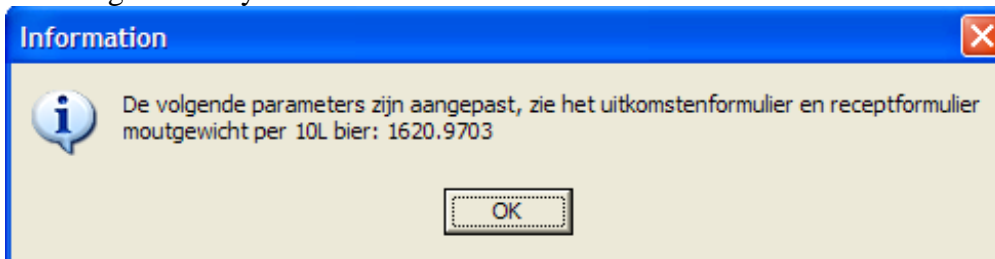 Information
De volgende parameters zijn aangepast, zie het uitkomstenformulier en receptformulier
moutgewicht per 10L bier: 1620.9703
OK